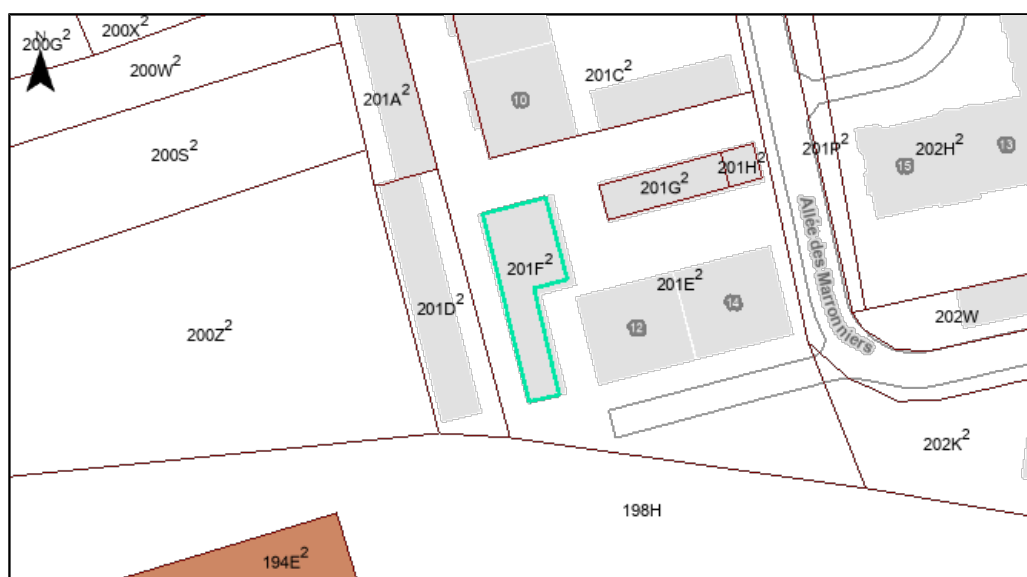 200X²
200G²
N
200W²
201A²
201C²
10
200S²
201P²
202H²
13
15
201H²
201G²
Allée des Marronniers
201F²
201E²
14
12
201D²
202W
200Z²
202K²
198H
194E²